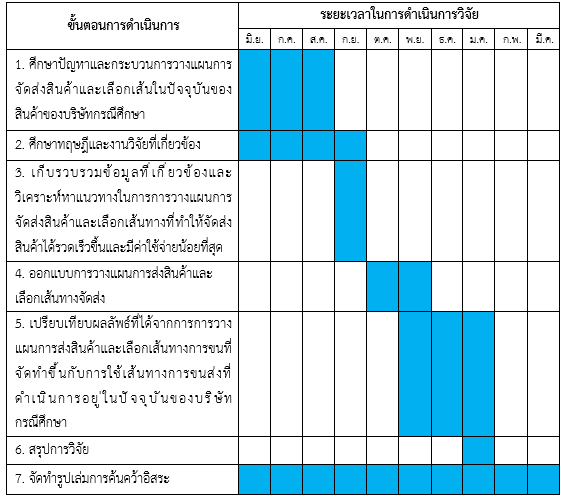 ขั้นตอนการดำเนินการ
ระยะเวลาในการดำเนินการวิจัย
มิ.ย. ก.ค. ส.ค. ก.ย. ต.ค. พ.ย. ธ.ค. ม.ค. ก.พ. มี.ค.
1. ศึกษาปัญหาและกระบวนการวางแผนการ
จัดส่งสินค้าและเลือกเส้นในปัจจุบันของ
สินค้าของบริษัทกรณีศึกษา
2. ศึกษาทฤษฎีและงานวิจัยที่เกี่ยวข้อง
3. เก็บรวบรวมข้อมูลที่เกี่ยวข้องและ
วิเคราะห์หาแนวทางในการการวางแผนการ
จัดส่งสินค้าและเลือกเส้นทางที่ทำให้จัดส่ง
สินค้าได้รวดเร็วขึ้นและมีค่าใช้จ่ายน้อยที่สุด
4. ออกแบบการวางแผนการส่งสินค้าและ
เลือกเส้นทางจัดส่ง
5. เปรียบเทียบผลลัพธ์ที่ได้จากการการวาง
แผนการส่งสินค้าและเลือกเส้นทางการขนที่
จัดทำขึ้นกับการใช้เส้นทางการขนส่งที่
ดำเนินการอยู่ในปัจจุบันของบริษัท
กรณีศึกษา
6. สรุปการวิจัย
7. จัดทำรูปเล่มการค้นคว้าอิสระ